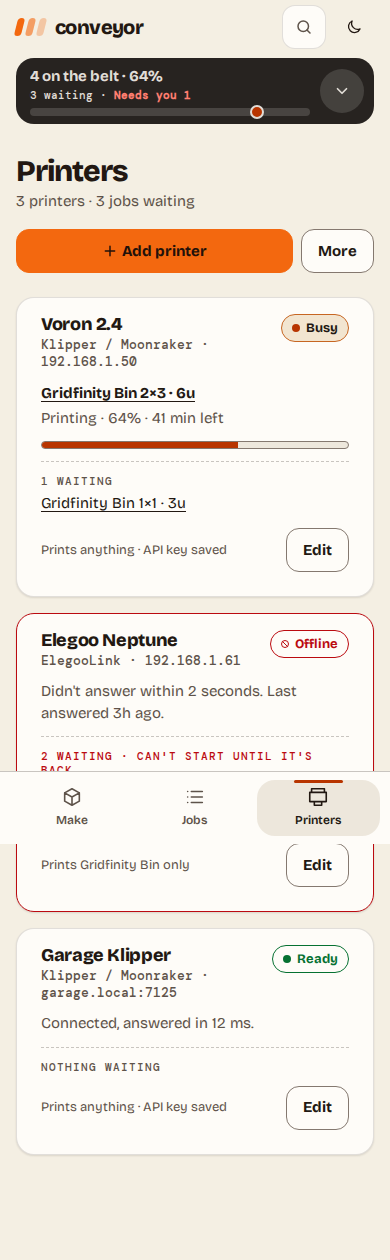 conveyor
4 on the belt · 64%
3 waiting · Needs you 1
Printers
3 printers · 3 jobs waiting
+ Add printer
More
Voron 2.4
Busy
Klipper / Moonraker ·
192.168.1.50
Gridfinity Bin 2×3 · 6u
Printing · 64% · 41 min left
1 WAITING
Gridfinity Bin 1×1 · 3u
Prints anything · API key saved
Edit
Elegoo Neptune
Offline
ElegooLink · 192.168.1.61
Didn't answer within 2 seconds. Last
answered 3h ago.
2 WAITING · CAN'T START UNTIL IT'S
BACK
Make
Jobs
Printers
Prints Gridfinity Bin only
Edit
Garage Klipper
Ready
Klipper / Moonraker ·
garage.local:7125
Connected, answered in 12 ms.
NOTHING WAITING
Prints anything · API key saved
Edit